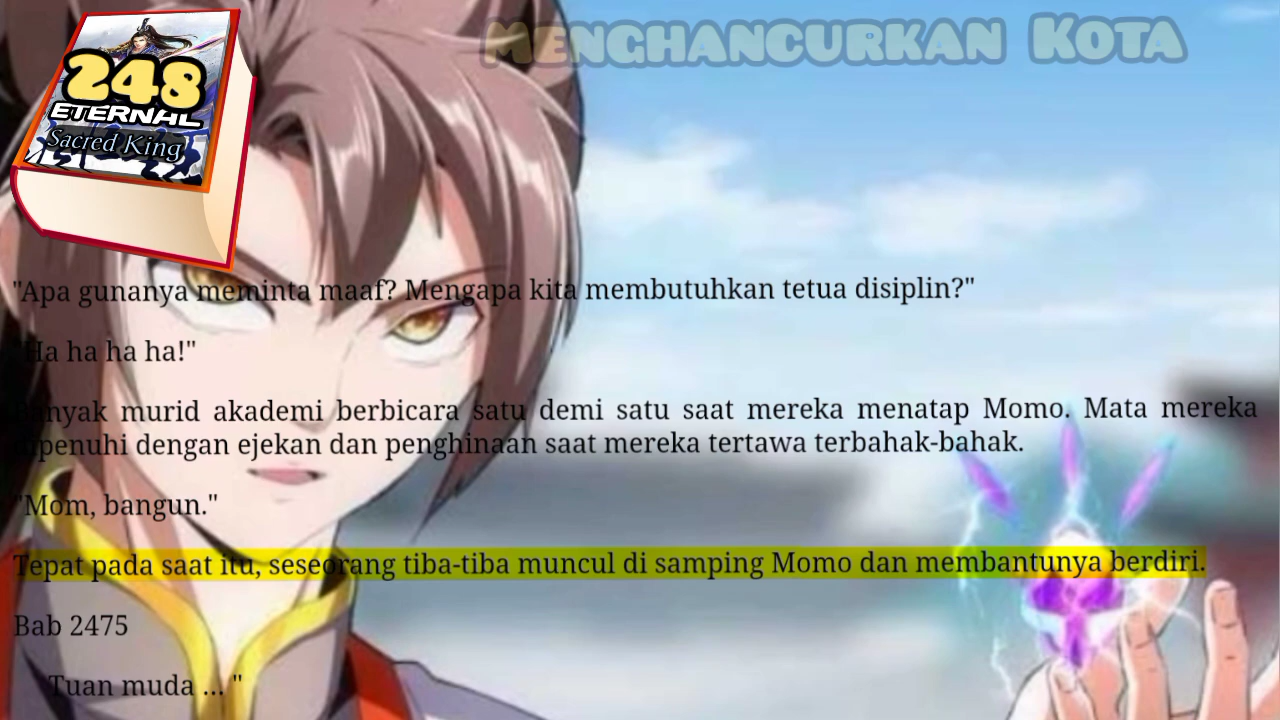 Menghancurkan Kota
248
ETERNAL
Sacred King
"Apa gunanya meminta maaf? Mengapa kita membutuhkan tetua disiplin?"
"Ha ha ha ha!"
Banyak murid akademi berbicara satu demi satu saat mereka menatap Momo. Mata mereka
dipenuhi dengan ejekan dan penghinaan saat mereka tertawa terbahak-bahak.
"Mom, bangun."
Tepat pada saat itu, seseorang tiba-tiba muncul di samping Momo dan membantunya berdiri.
Bab 2475
Tuan muda ... "